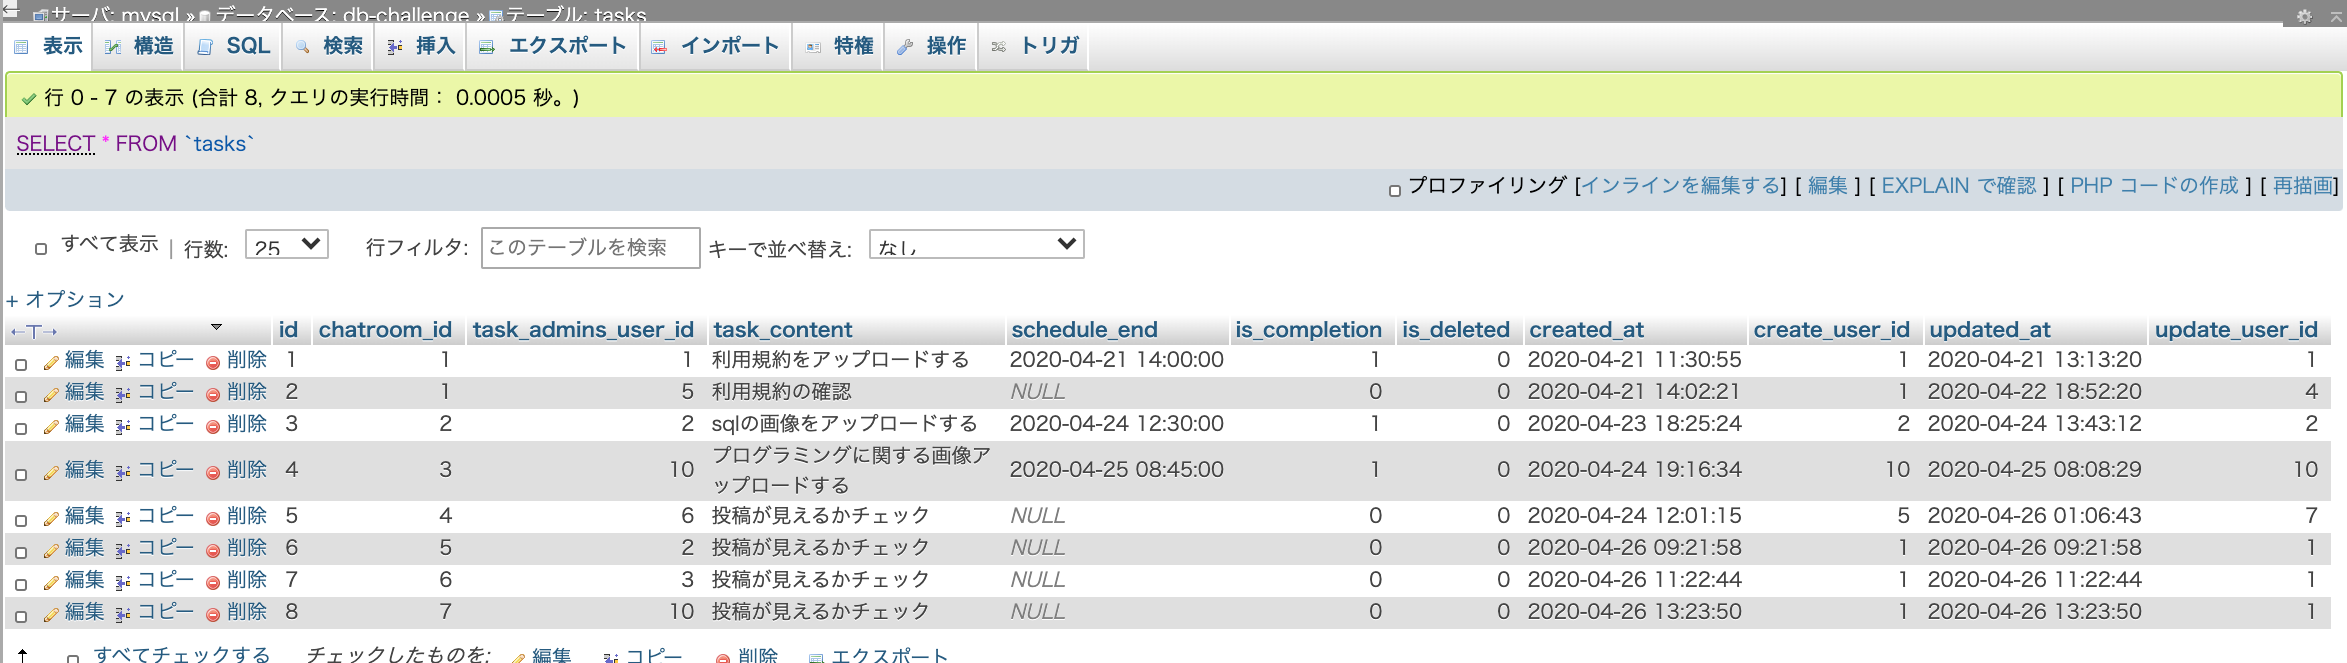 サーバ: mysql » データベース: db-challenge » テーブル: tasks
表示 構造 SQL 検索 挿入 エクスポート インポート 特権 操作 トリガ
行 0 - 7 の表示 (合計 8, クエリの実行時間： 0.0005 秒。)
SELECT * FROM `tasks`
プロファイリング [インラインを編集する] [ 編集 ] [ EXPLAIN で確認 ] [ PHP コードの作成 ] [ 再描画]
すべて表示 | 行数: 25 行フィルタ: このテーブルを検索 キーで並べ替え: なし
+ オプション
←T→ id chatroom_id task_admins_user_id task_content schedule_end is_completion is_deleted created_at create_user_id updated_at update_user_id
編集 コピー 削除 1 1 1 利用規約をアップロードする 2020-04-21 14:00:00 1 0 2020-04-21 11:30:55 1 2020-04-21 13:13:20 1
編集 コピー 削除 2 1 5 利用規約の確認 NULL 0 0 2020-04-21 14:02:21 1 2020-04-22 18:52:20 4
編集 コピー 削除 3 2 2 sqlの画像をアップロードする 2020-04-24 12:30:00 1 0 2020-04-23 18:25:24 2 2020-04-24 13:43:12 2
編集 コピー 削除 4 3 10 プログラミングに関する画像ア
ップロードする 2020-04-25 08:45:00 1 0 2020-04-24 19:16:34 10 2020-04-25 08:08:29 10
編集 コピー 削除 5 4 6 投稿が見えるかチェック NULL 0 0 2020-04-24 12:01:15 5 2020-04-26 01:06:43 7
編集 コピー 削除 6 5 2 投稿が見えるかチェック NULL 0 0 2020-04-26 09:21:58 1 2020-04-26 09:21:58 1
編集 コピー 削除 7 6 3 投稿が見えるかチェック NULL 0 0 2020-04-26 11:22:44 1 2020-04-26 11:22:44 1
編集 コピー 削除 8 7 10 投稿が見えるかチェック NULL 0 0 2020-04-26 13:23:50 1 2020-04-26 13:23:50 1
すべてチェックする チェックしたものを: 編集 コピー 削除 エクスポート